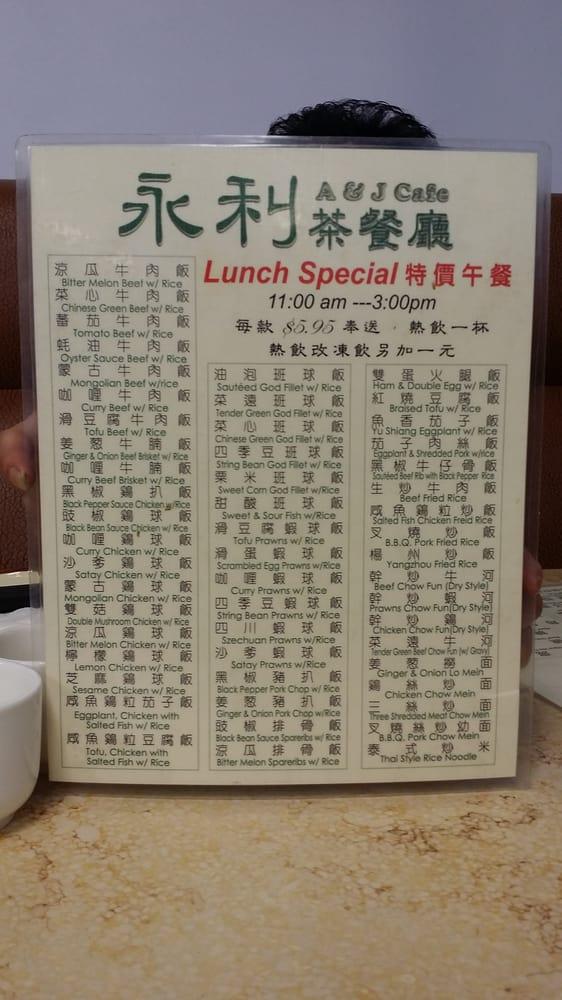 永利 A & J Cafe
茶餐廳
Lunch Special 特價午餐
11:00 am ---3:00pm
每款 $5.95 奉送，熱飲一杯
熱飲改凍飲另加一元
涼瓜牛肉飯
Bitter Melon Beef w/ Rice
菜心牛肉飯
Chinese Green Beef w/ Rice
蕃茄牛肉飯
Tomato Beef w/ Rice
蚝油牛肉飯
Oyster Sauce Beef w/ Rice
蒙古牛肉飯
Mongolian Beef w/rice
咖喱牛肉飯
Curry Beef w/ Rice
滑豆腐牛肉飯
Tofu Beef w/ Rice
姜葱牛腩飯
Ginger & Onion Beef Brisket w/ Rice
咖喱牛腩飯
Curry Beef Brisket w/ Rice
黑椒鷄扒飯
Black Pepper Sauce Chicken w/Rice
豉椒鷄球飯
Black Bean Sauce Chicken w/ Rice
咖喱鷄球飯
Curry Chicken w/ Rice
沙爹鷄球飯
Satay Chicken w/ Rice
蒙古鷄球飯
Mongolian Chicken w/ Rice
雙菇鷄球飯
Double Mushroom Chicken w/ Rice
涼瓜鷄球飯
Bitter Melon Chicken w/ Rice
檸檬鷄球飯
Lemon Chicken w/ Rice
芝麻鷄球飯
Sesame Chicken w/ Rice
咸魚鷄粒茄子飯
Eggplant, Chicken with
Salted Fish w/ Rice
咸魚鷄粒豆腐飯
Tofu, Chicken with
Salted Fish w/ Rice
油泡班球飯
Sautéed God Fillet w/ Rice
菜遠班球飯
Tender Green God Fillet w/ Rice
菜心班球飯
Chinese Green God Fillet w/ Rice
四季豆班球飯
String Bean God Fillet w/ Rice
粟米班球飯
Sweet Corn God Fillet w/ Rice
甜酸班球飯
Sweet & Sour Fish w/ Rice
滑豆腐蝦球飯
Tofu Prawns w/ Rice
滑蛋蝦球飯
Scrambled Egg Prawns w/ Rice
咖喱蝦球飯
Curry Prawns w/ Rice
四季豆蝦球飯
String Bean Prawns w/ Rice
四川蝦球飯
Szechuan Prawns w/ Rice
沙爹蝦球飯
Satay Prawns w/ Rice
黑椒豬扒飯
Black Pepper Pork Chop w/ Rice
姜葱豬扒飯
Ginger & Onion Pork Chop w/ Rice
豉椒排骨飯
Black Bean Sauce Spareribs w/ Rice
涼瓜排骨飯
Bitter Melon Spareribs w/ Rice
雙蛋火腿飯
Ham & Double Egg w/ Rice
紅燒豆腐飯
Braised Tofu w/ Rice
魚香茄子飯
Yu Shiang Eggplant w/ Rice
茄子肉絲飯
Eggplant & Shredded Pork w/rice
黑椒牛仔骨飯
Sautéed Beef Rib with Black Pepper Rice
生炒牛肉飯
Beef Fried Rice
咸魚鷄粒炒飯
Salted Fish Chicken Freid Rice
叉燒炒飯
B.B.Q. Pork Fried Rice
楊州炒飯
Yangzhou Fried Rice
幹炒牛河
Beef Chow Fun (Dry Style)
幹炒蝦河
Prawns Chow Fun(Dry Style)
幹炒鷄河
Chicken Chow Fun(Dry Style)
菜遠牛河
Tender Green Beef Chow Fun (w/ Gravy)
姜葱撈面
Ginger & Onion Lo Mein
鷄絲炒面
Chicken Chow Mein
三絲炒面
Three Shredded Meat Chow Mein
叉燒絲炒幼面
B.B.Q. Pork Chow Mein
泰式炒米
Thai Style Rice Noodle